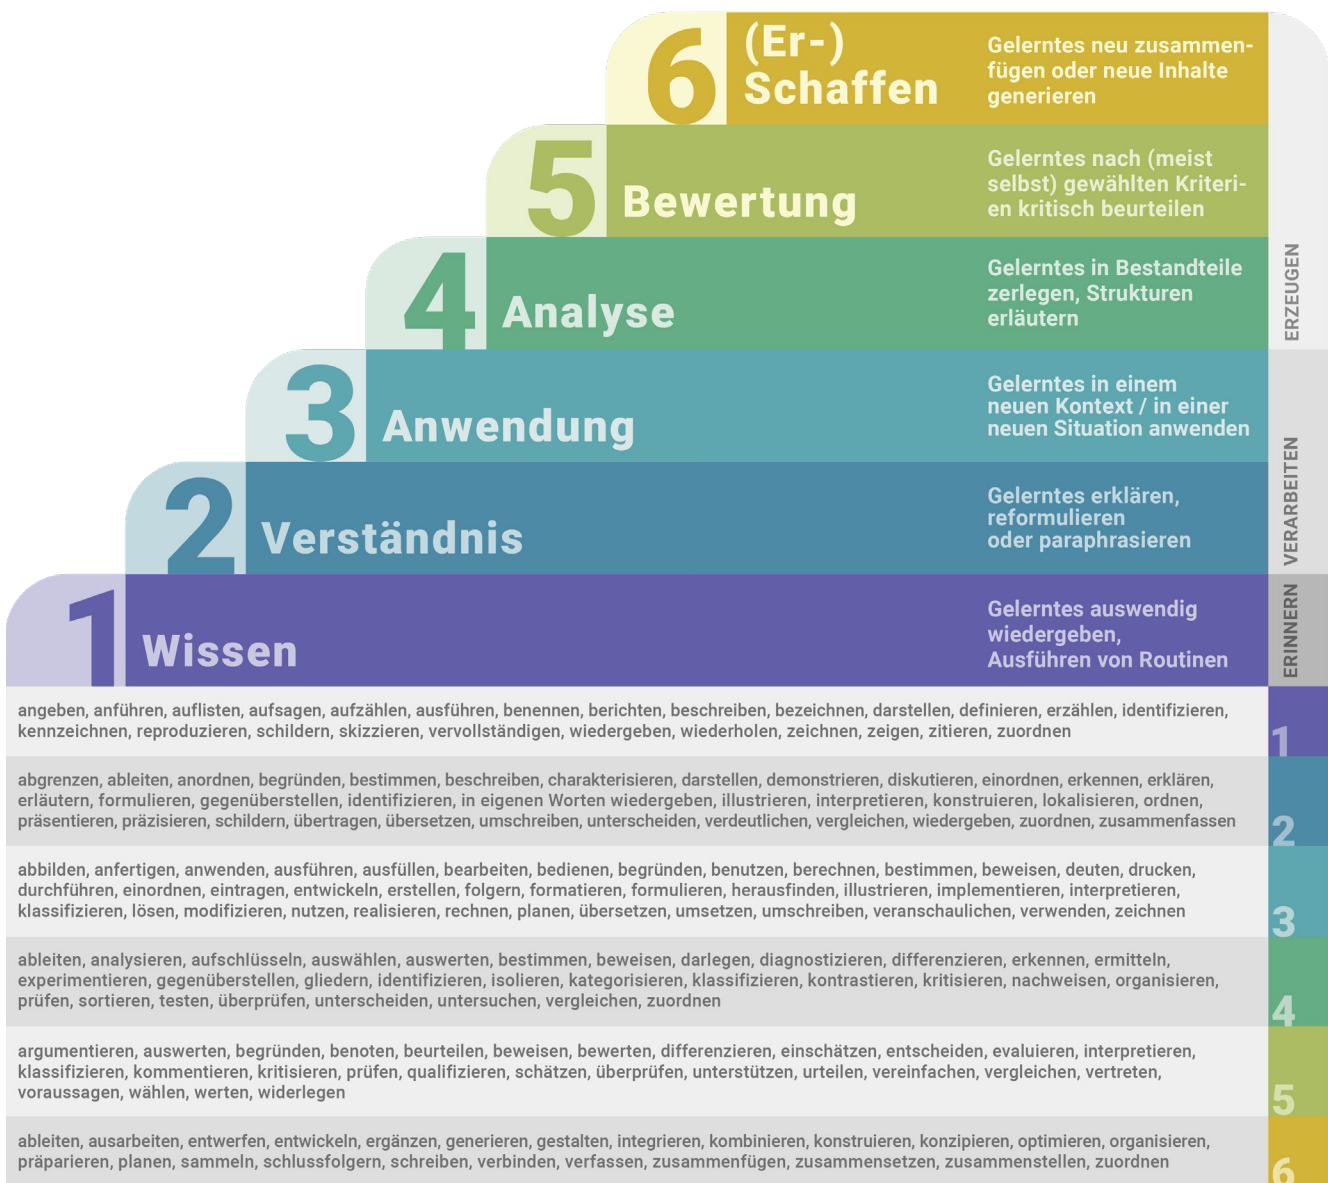 6
(Er-)
Schaffen
Gelerntes neu zusammen-
fügen oder neue Inhalte
generieren
5
Bewertung
Gelerntes nach (meist
selbst) gewählten Kriteri-
en kritisch beurteilen
4
Analyse
Gelerntes in Bestandteile
zerlegen, Strukturen
erläutern
ERZEUGEN
3
Anwendung
Gelerntes in einem
neuen Kontext / in einer
neuen Situation anwenden
2
Verständnis
Gelerntes erklären,
reformulieren
oder paraphrasieren
VERARBEITEN
1
Wissen
Gelerntes auswendig
wiedergeben,
Ausführen von Routinen
ERINNERN
angeben, anführen, auflisten, aufsagen, aufzählen, ausführen, benennen, berichten, beschreiben, bezeichnen, darstellen, definieren, erzählen, identifizieren,
kennzeichnen, reproduzieren, schildern, skizzieren, vervollständigen, wiedergeben, wiederholen, zeichnen, zeigen, zitieren, zuordnen
1
abgrenzen, ableiten, anordnen, begründen, bestimmen, beschreiben, charakterisieren, darstellen, demonstrieren, diskutieren, einordnen, erkennen, erklären,
erläutern, formulieren, gegenüberstellen, identifizieren, in eigenen Worten wiedergeben, illustrieren, interpretieren, konstruieren, lokalisieren, ordnen,
präsentieren, präzisieren, schildern, übertragen, übersetzen, umschreiben, unterscheiden, verdeutlichen, vergleichen, wiedergeben, zuordnen, zusammenfassen
2
abbilden, anfertigen, anwenden, ausführen, ausfüllen, bearbeiten, bedienen, begründen, benutzen, berechnen, bestimmen, beweisen, deuten, drucken,
durchführen, einordnen, eintragen, entwickeln, erstellen, folgern, formatieren, formulieren, herausfinden, illustrieren, implementieren, interpretieren,
klassifizieren, lösen, modifizieren, nutzen, realisieren, rechnen, planen, übersetzen, umsetzen, umschreiben, veranschaulichen, verwenden, zeichnen
3
ableiten, analysieren, aufschlüsseln, auswählen, auswerten, bestimmen, beweisen, darlegen, diagnostizieren, differenzieren, erkennen, ermitteln,
experimentieren, gegenüberstellen, gliedern, identifizieren, isolieren, kategorisieren, klassifizieren, kontrastieren, kritisieren, nachweisen, organisieren,
prüfen, sortieren, testen, überprüfen, unterscheiden, untersuchen, vergleichen, zuordnen
4
argumentieren, auswerten, begründen, benoten, beurteilen, beweisen, bewerten, differenzieren, einschätzen, entscheiden, evaluieren, interpretieren,
klassifizieren, kommentieren, kritisieren, prüfen, qualifizieren, schätzen, überprüfen, unterstützen, urteilen, vereinfachen, vergleichen, vertreten,
voraussagen, wählen, werten, widerlegen
5
ableiten, ausarbeiten, entwerfen, entwickeln, ergänzen, generieren, gestalten, integrieren, kombinieren, konstruieren, konzipieren, optimieren, organisieren,
präparieren, planen, sammeln, schlussfolgern, schreiben, verbinden, verfassen, zusammenfügen, zusammensetzen, zusammenstellen, zuordnen
6